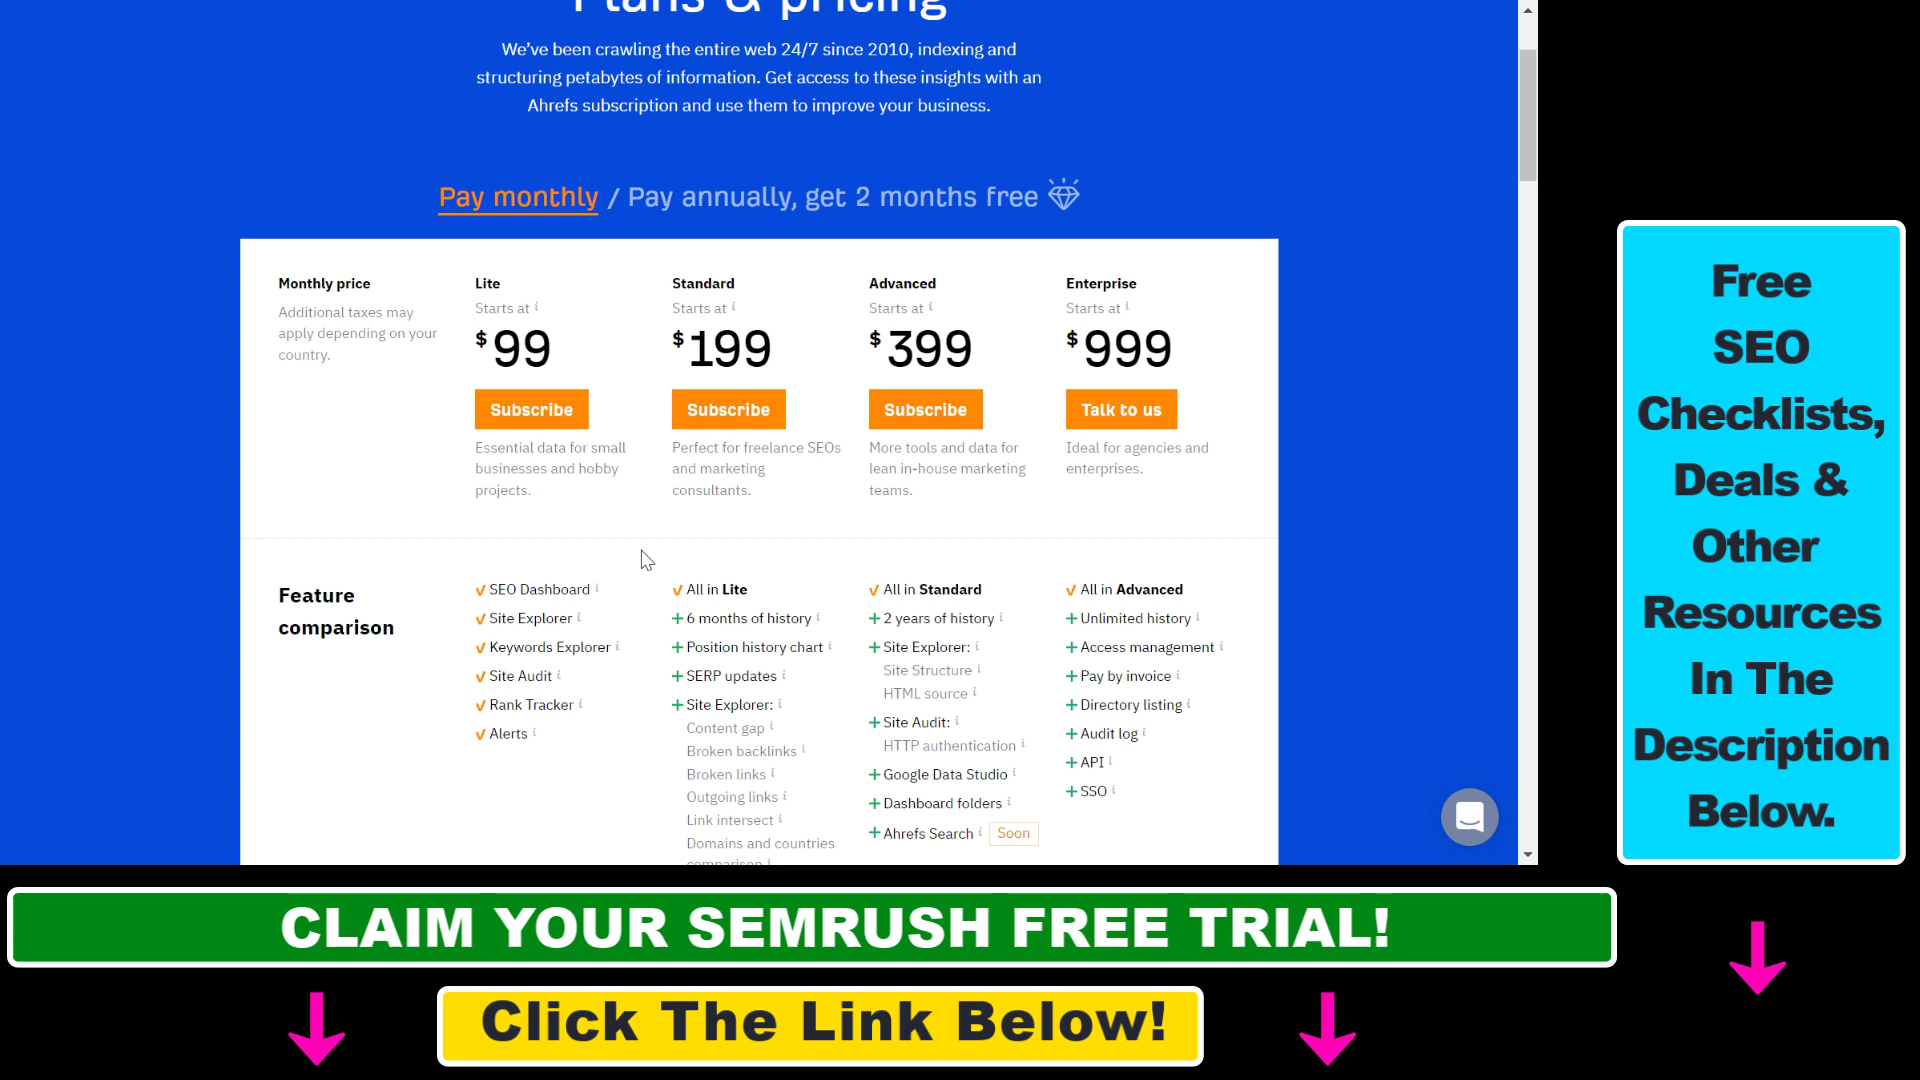 Plans & pricing
We’ve been crawling the entire web 24/7 since 2010, indexing and
structuring petabytes of information. Get access to these insights with an
Ahrefs subscription and use them to improve your business.
Pay monthly / Pay annually, get 2 months free
Monthly price
Additional taxes may
apply depending on your
country.
Lite
Starts at i
$99
Subscribe
Essential data for small
businesses and hobby
projects.
Standard
Starts at i
$199
Subscribe
Perfect for freelance SEOs
and marketing
consultants.
Advanced
Starts at i
$399
Subscribe
More tools and data for
lean in-house marketing
teams.
Enterprise
Starts at i
$999
Talk to us
Ideal for agencies and
enterprises.
Feature
comparison
SEO Dashboard i
Site Explorer i
Keywords Explorer i
Site Audit i
Rank Tracker i
Alerts i
All in Lite
+ 6 months of history i
+ Position history chart i
+ SERP updates i
+ Site Explorer: i
Content gap i
Broken backlinks i
Broken links i
Outgoing links i
Link intersect i
Domains and countries
comparison i
All in Standard
+ 2 years of history i
+ Site Explorer: i
Site Structure i
HTML source i
+ Site Audit: i
HTTP authentication i
+ Google Data Studio i
+ Dashboard folders i
+ Ahrefs Search i Soon
All in Advanced
+ Unlimited history i
+ Access management i
+ Pay by invoice i
+ Directory listing i
+ Audit log i
+ API i
+ SSO i
Free
SEO
Checklists,
Deals &
Other
Resources
In The
Description
Below.
CLAIM YOUR SEMRUSH FREE TRIAL!
Click The Link Below!